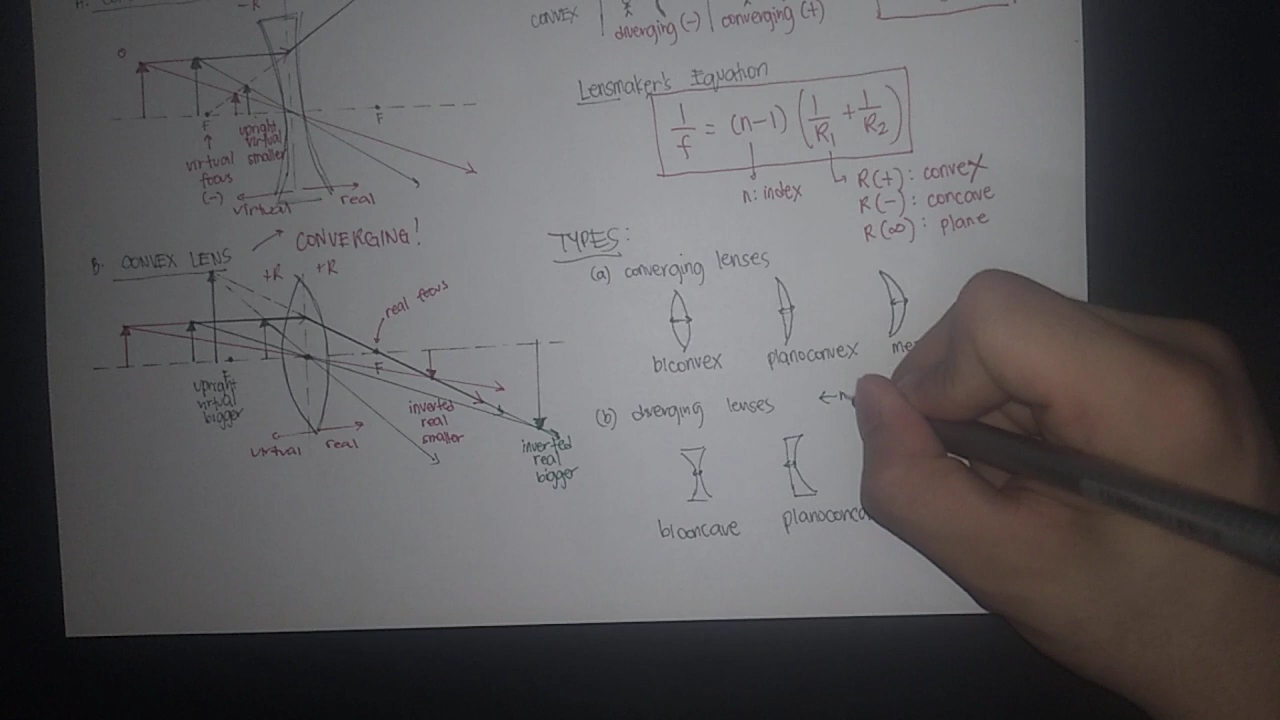 -R
O
F
F
upright
virtual
smaller
↑
virtual
focus
(-)
virtual
real
B. CONVEX LENS
CONVERGING!
+R
+R
real focus
F
F
upright
virtual
bigger
virtual
real
inverted
real
smaller
inverted
real
bigger
CONVEX
diverging (-) | converging (+)
Lensmaker's Equation
1/f = (n-1) (1/R₁ + 1/R₂)
n: index
R(+): convex
R(-): concave
R(∞): plane
TYPES:
(a) converging lenses
biconvex
planoconvex
(b) diverging lenses
biconcave